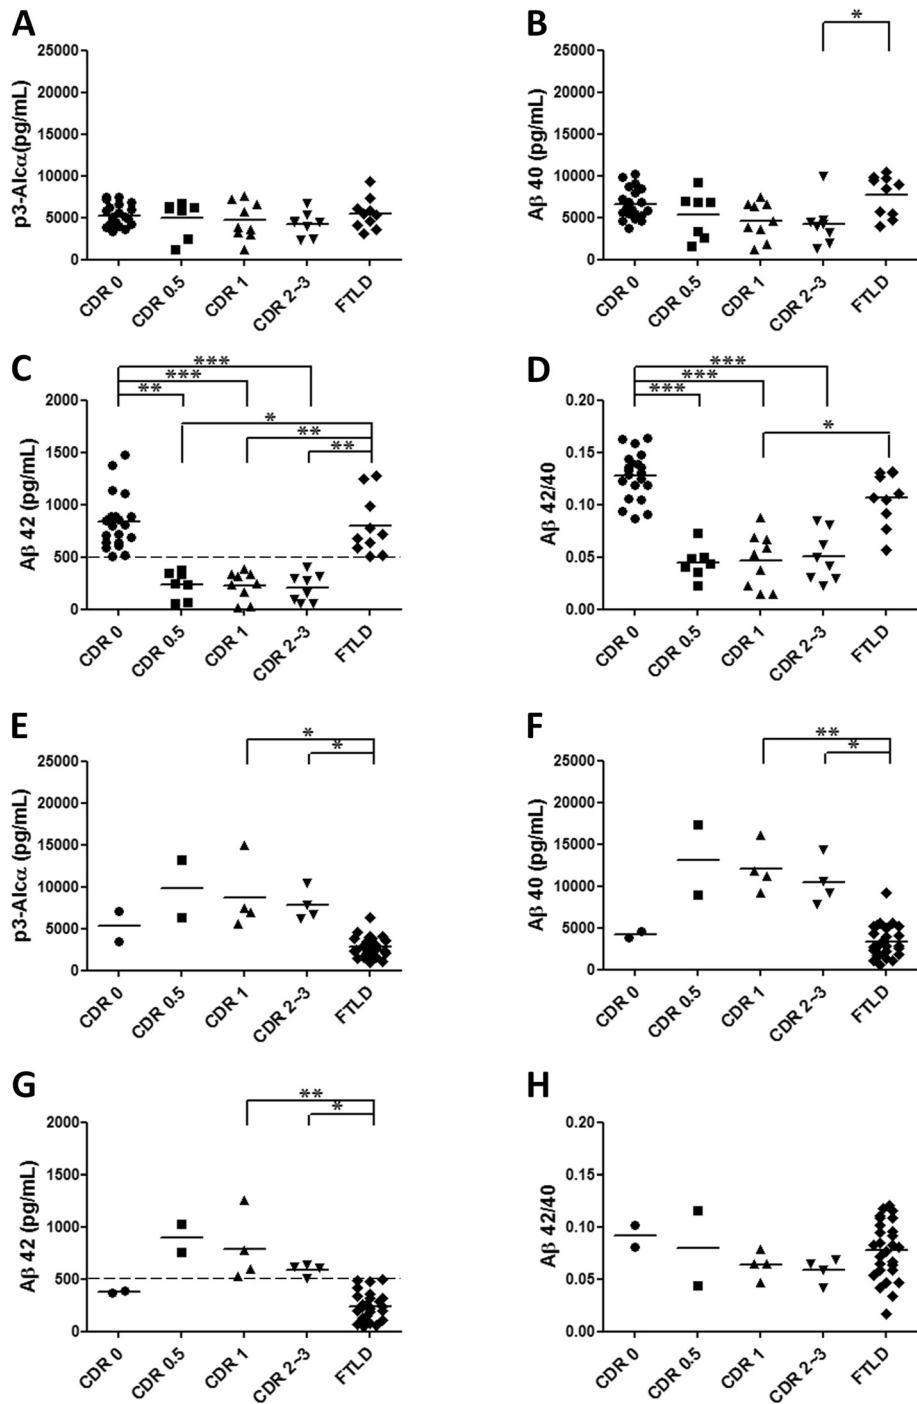 A
B
p3-Alcα(pg/mL)
25000
20000
15000
10000
5000
0
CDR 0
CDR 0.5
CDR 1
CDR 2~3
FTLD
Aβ 40 (pg/mL)
25000
20000
15000
10000
5000
0
*
CDR 0
CDR 0.5
CDR 1
CDR 2~3
FTLD
C
D
Aβ 42 (pg/mL)
2000
1500
1000
500
0
***
***
**
*
**
**
CDR 0
CDR 0.5
CDR 1
CDR 2~3
FTLD
Aβ 42/40
0.20
0.15
0.10
0.05
0.00
***
***
***
*
CDR 0
CDR 0.5
CDR 1
CDR 2~3
FTLD
E
F
p3-Alcα (pg/mL)
25000
20000
15000
10000
5000
0
*
*
CDR 0
CDR 0.5
CDR 1
CDR 2~3
FTLD
Aβ 40 (pg/mL)
25000
20000
15000
10000
5000
0
**
*
CDR 0
CDR 0.5
CDR 1
CDR 2~3
FTLD
G
H
Aβ 42 (pg/mL)
2000
1500
1000
500
0
**
*
CDR 0
CDR 0.5
CDR 1
CDR 2~3
FTLD
Aβ 42/40
0.20
0.15
0.10
0.05
0.00
CDR 0
CDR 0.5
CDR 1
CDR 2~3
FTLD